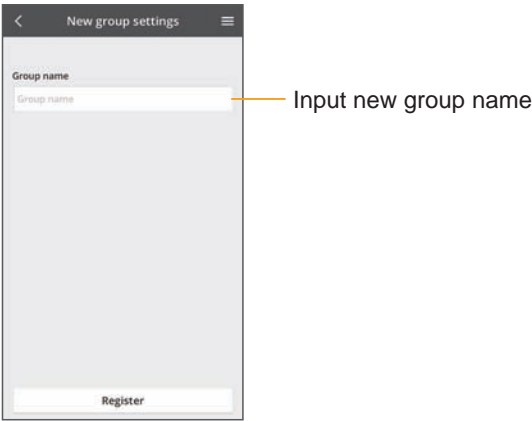 New group settings
Group name
Group name
Input new group name
Register